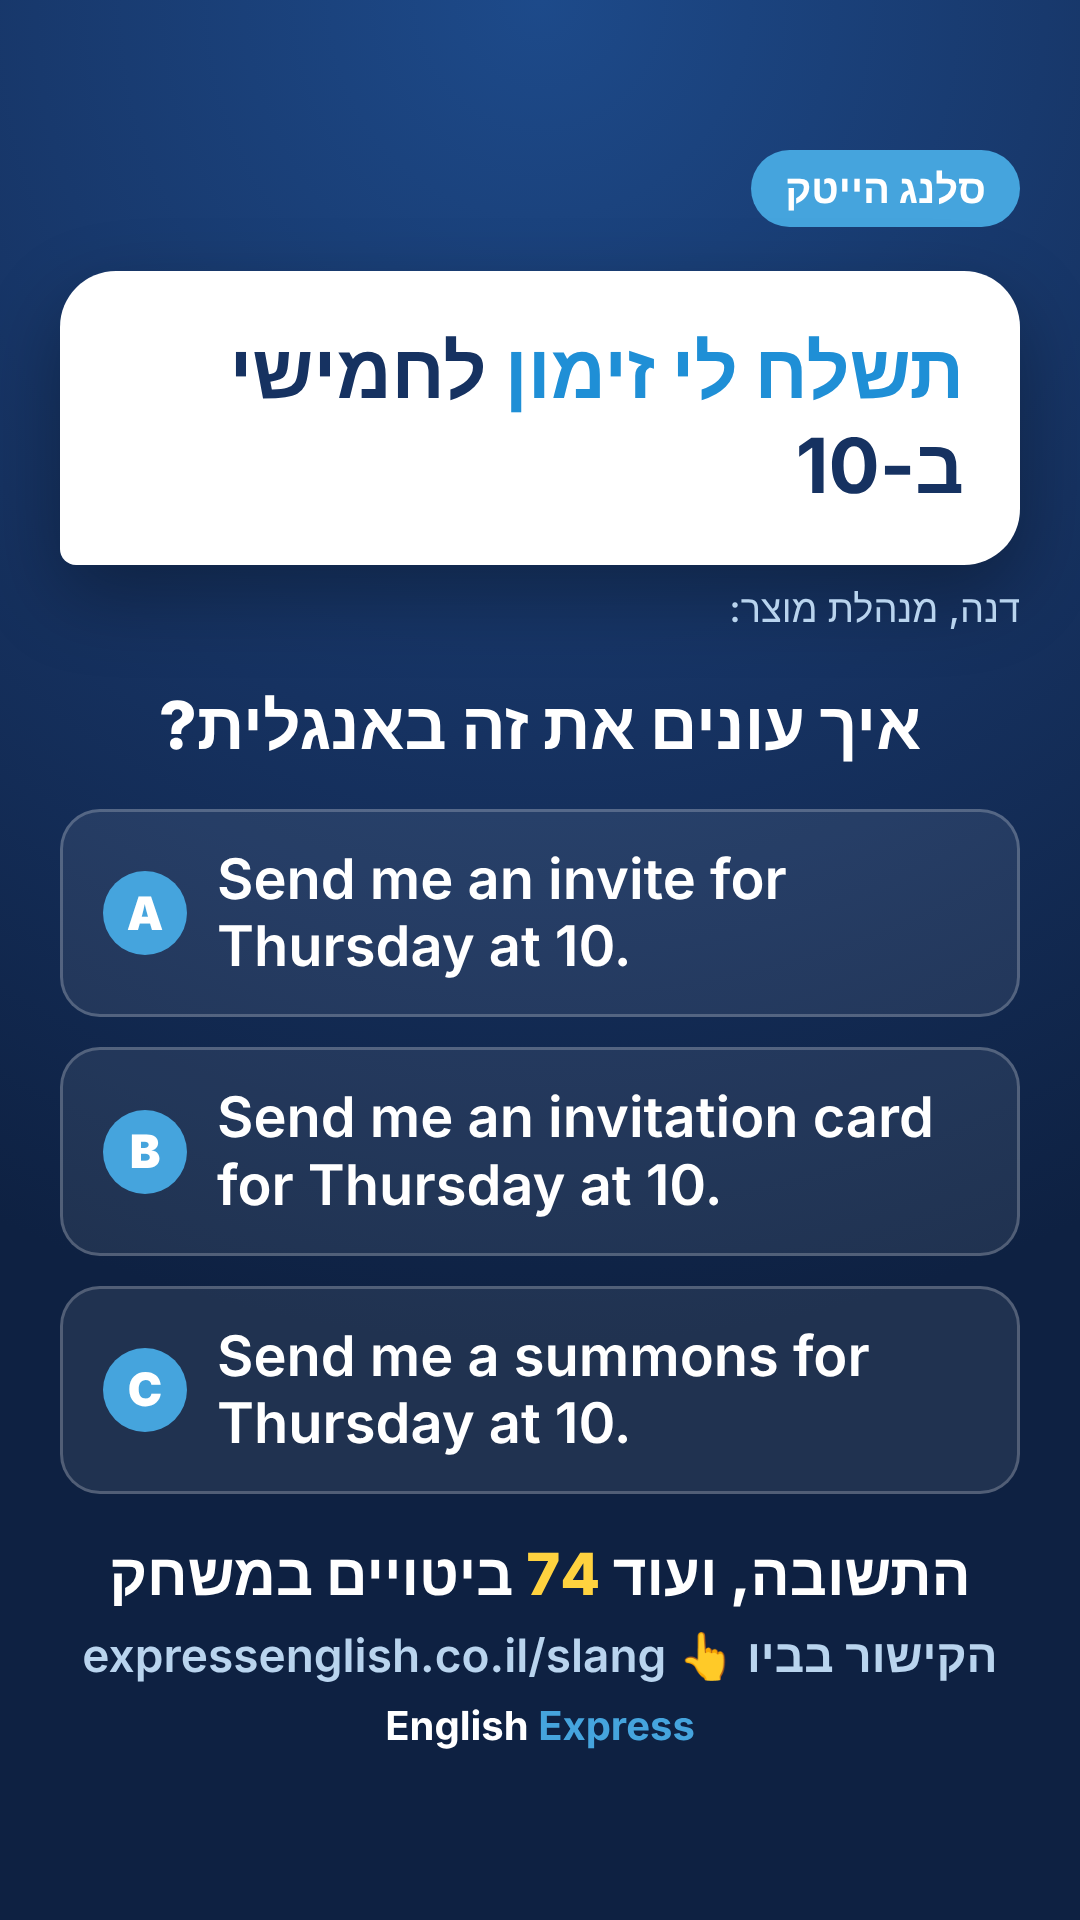 סלנג הייטק
תשלח לי זימון לחמישי
ב-10
דנה, מנהלת מוצר:
איך עונים את זה באנגלית?
A
Send me an invite for
Thursday at 10.
B
Send me an invitation card
for Thursday at 10.
C
Send me a summons for
Thursday at 10.
התשובה, ועוד 74 ביטויים במשחק
הקישור בביו 👆 expressenglish.co.il/slang
English Express